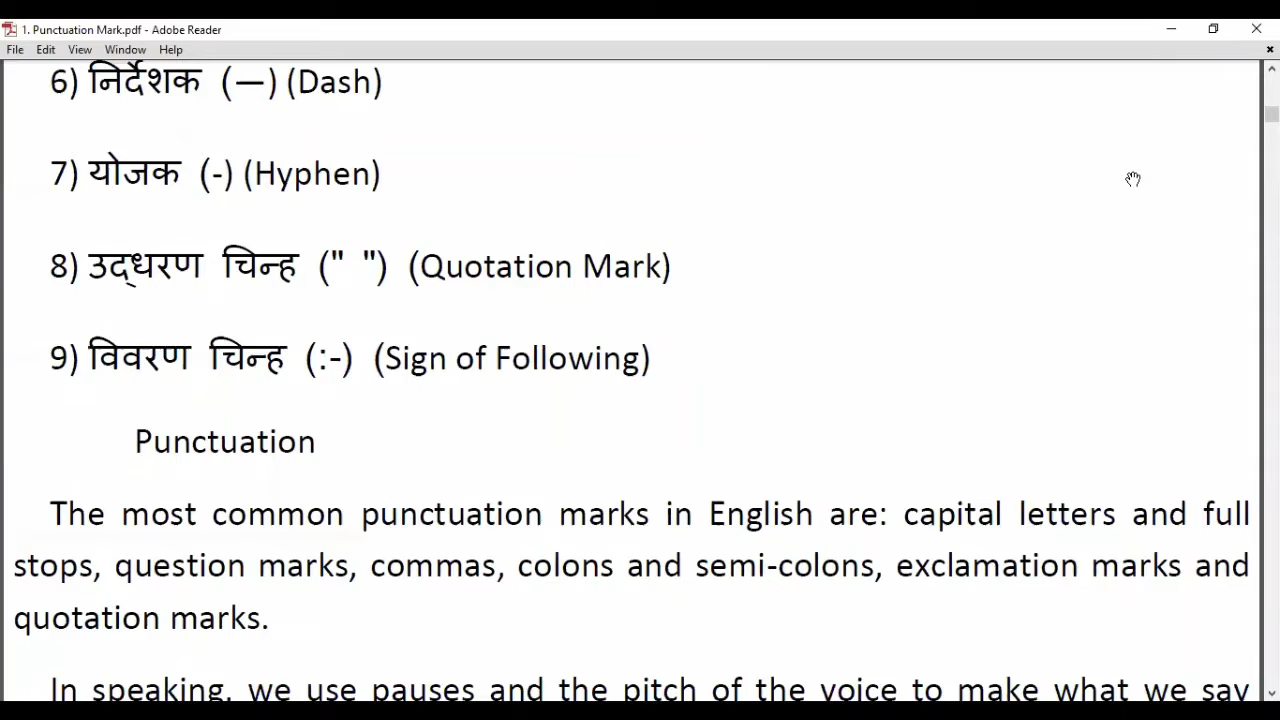 1. Punctuation Mark.pdf - Adobe Reader
File Edit View Window Help
6) निर्देशक (—) (Dash)
7) योजक (-) (Hyphen)
8) उद्धरण चिन्ह (" ") (Quotation Mark)
9) विवरण चिन्ह (:-) (Sign of Following)
Punctuation
The most common punctuation marks in English are: capital letters and full
stops, question marks, commas, colons and semi-colons, exclamation marks and
quotation marks.
In speaking, we use pauses and the pitch of the voice to make what we say